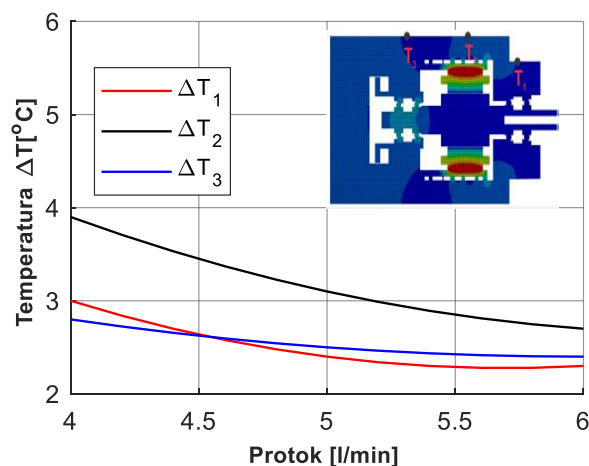 6
5
4
3
2
4
4.5
5
5.5
6
Temperatura ΔT[°C]
Protok [l/min]
ΔT1
ΔT2
ΔT3
T3
T
T1